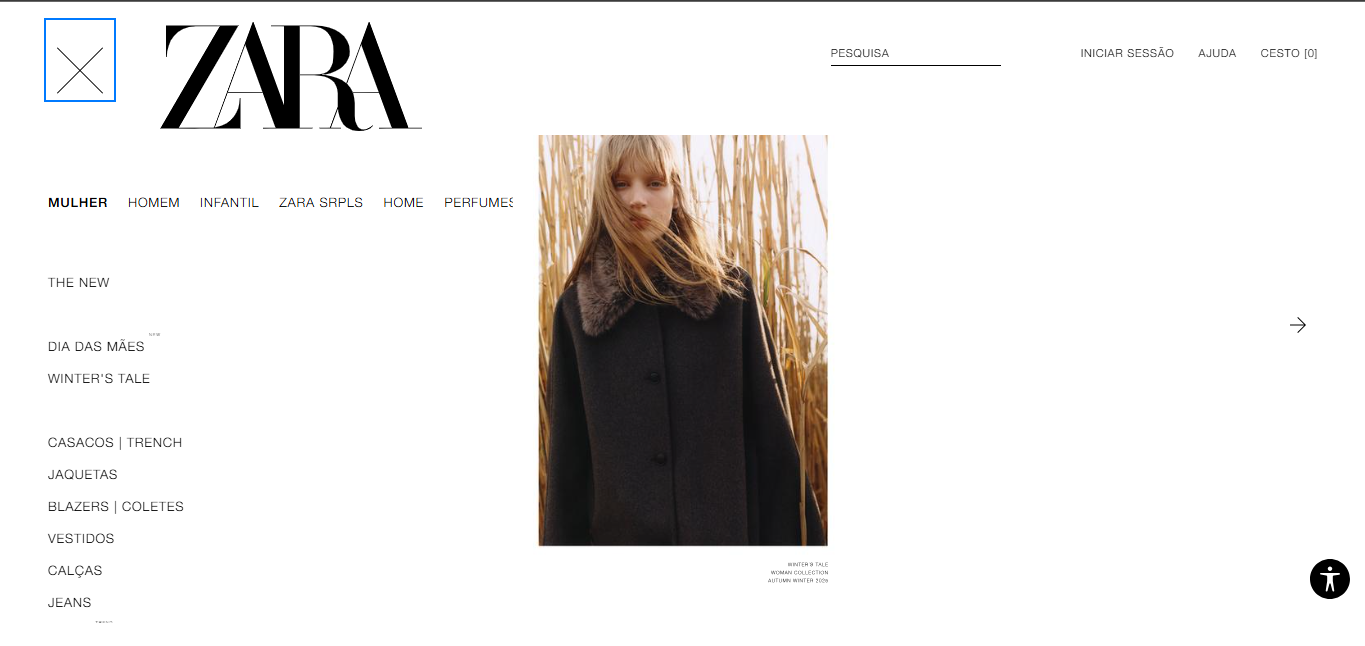 ZARA
PESQUISA
INICIAR SESSÃO AJUDA CESTO [0]
MULHER HOMEM INFANTIL ZARA SRPLS HOME PERFUMES
THE NEW
NEW
DIA DAS MÃES
WINTER'S TALE
CASACOS | TRENCH
JAQUETAS
BLAZERS | COLETES
VESTIDOS
CALÇAS
JEANS
WINTER'S TALE
WOMAN COLLECTION
AUTUMN WINTER 2026